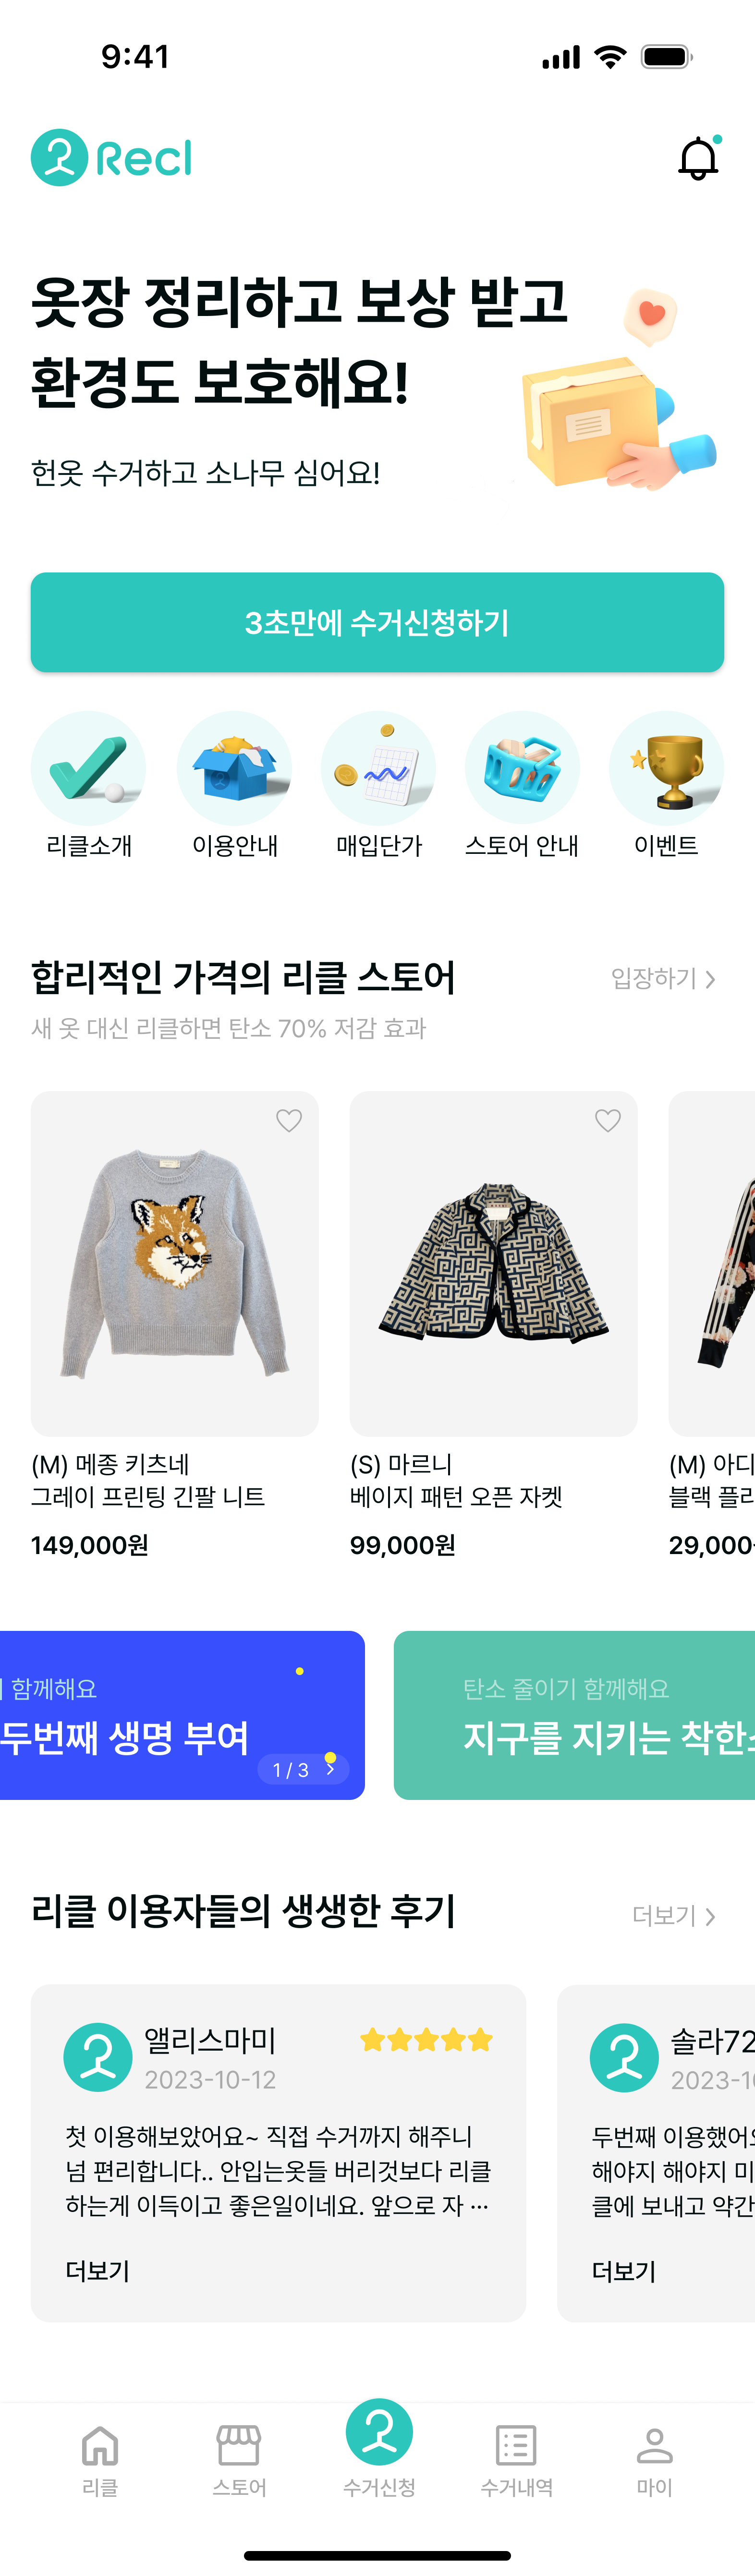 9:41
Recl
옷장 정리하고 보상 받고
환경도 보호해요!
헌옷 수거하고 소나무 심어요!
3초만에 수거신청하기
리클소개
이용안내
매입단가
스토어 안내
이벤트
합리적인 가격의 리클 스토어
입장하기
새 옷 대신 리클하면 탄소 70% 저감 효과
(M) 메종 키츠네
그레이 프린팅 긴팔 니트
149,000원
(S) 마르니
베이지 패턴 오픈 자켓
99,000원
(M) 아디
블랙 플리
29,000
함께해요
두번째 생명 부여
1 / 3
탄소 줄이기 함께해요
지구를 지키는 착한
리클 이용자들의 생생한 후기
더보기
앨리스마미
2023-10-12
첫 이용해보았어요~ 직접 수거까지 해주니
넘 편리합니다.. 안입는옷들 버리것보다 리클
하는게 이득이고 좋은일이네요. 앞으로 자 ...
더보기
솔라72
2023-1
두번째 이용했어
해야지 해야지 미
클에 보내고 약간
더보기
리클
스토어
수거신청
수거내역
마이